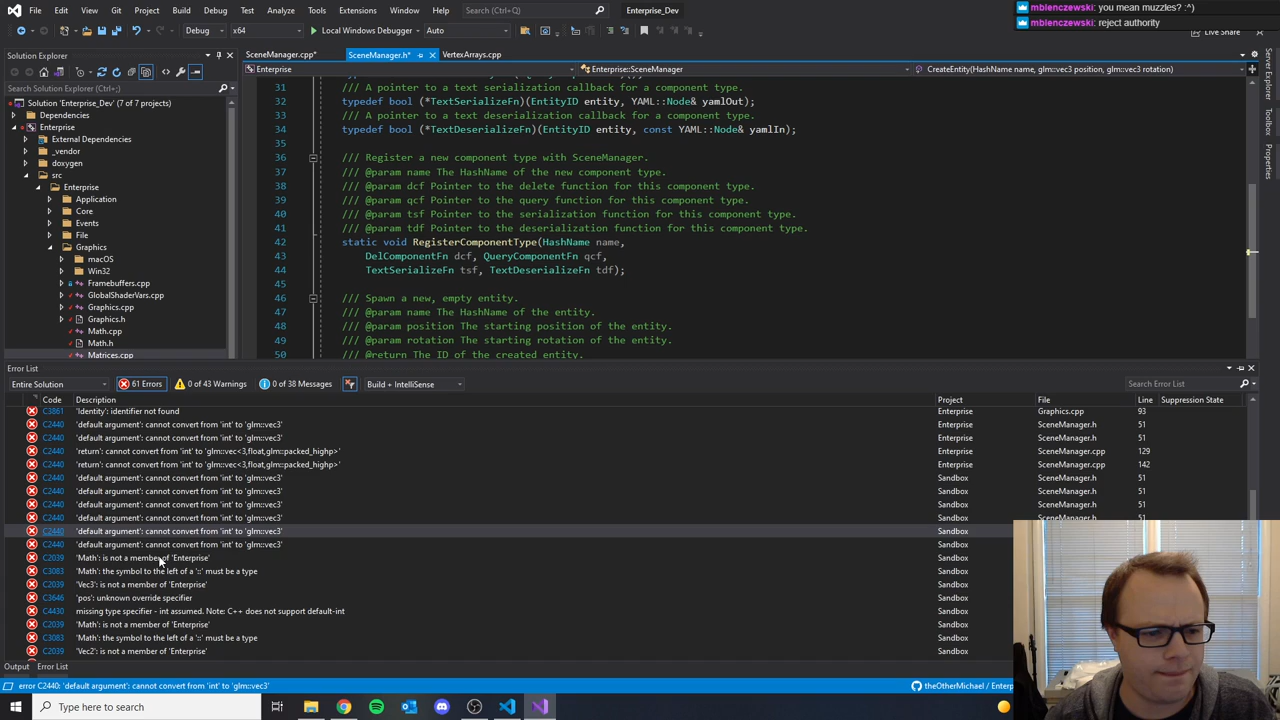 File Edit View Git Project Build Debug Test Analyze Tools Extensions Window Help Search (Ctrl+Q) Enterprise_Dev
mbienczewski: you mean muzzles? :^)
mbienczewski: reject authority
Debug x64 Local Windows Debugger Auto Live Share
Solution Explorer
SceneManager.cpp* SceneManager.h* VertexArrays.cpp
Enterprise Enterprise::SceneManager CreateEntity(HashName name, glm::vec3 position, glm::vec3 rotation)
Search Solution Explorer (Ctrl+;)
Solution 'Enterprise_Dev' (7 of 7 projects)
Dependencies
Enterprise
External Dependencies
_vendor
doxygen
src
Enterprise
Application
Core
Events
File
Graphics
macOS
Win32
Framebuffers.cpp
GlobalShaderVars.cpp
Graphics.cpp
Graphics.h
Math.cpp
Math.h
Matrices.cpp
31 /// A pointer to a text serialization callback for a component type.
32 typedef bool (*TextSerializeFn)(EntityID entity, YAML::Node& yamlOut);
33 /// A pointer to a text deserialization callback for a component type.
34 typedef bool (*TextDeserializeFn)(EntityID entity, const YAML::Node& yamlIn);
35
36 /// Register a new component type with SceneManager.
37 /// @param name The HashName of the new component type.
38 /// @param dcf Pointer to the delete function for this component type.
39 /// @param qcf Pointer to the query function for this component type.
40 /// @param tsf Pointer to the serialization function for this component type.
41 /// @param tdf Pointer to the deserialization function for this component type.
42 static void RegisterComponentType(HashName name,
43 DelComponentFn dcf, QueryComponentFn qcf,
44 TextSerializeFn tsf, TextDeserializeFn tdf);
45
46 /// Spawn a new, empty entity.
47 /// @param name The HashName of the entity.
48 /// @param position The starting position of the entity.
49 /// @param rotation The starting rotation of the entity.
50 /// @return The ID of the created entity.
Server Explorer
Toolbox
Properties
Error List
Entire Solution 61 Errors 0 of 43 Warnings 0 of 38 Messages Build + IntelliSense Search Error List
Code Description Project File Line Suppression State
C3861 'Identity': identifier not found Enterprise Graphics.cpp 93
C2440 'default argument': cannot convert from 'int' to 'glm::vec3' Enterprise SceneManager.h 51
C2440 'default argument': cannot convert from 'int' to 'glm::vec3' Enterprise SceneManager.h 51
C2440 'return': cannot convert from 'int' to 'glm::vec<3,float,glm::packed_highp>' Enterprise SceneManager.cpp 129
C2440 'return': cannot convert from 'int' to 'glm::vec<3,float,glm::packed_highp>' Enterprise SceneManager.cpp 142
C2440 'default argument': cannot convert from 'int' to 'glm::vec3' Sandbox SceneManager.h 51
C2440 'default argument': cannot convert from 'int' to 'glm::vec3' Sandbox SceneManager.h 51
C2440 'default argument': cannot convert from 'int' to 'glm::vec3' Sandbox SceneManager.h 51
C2440 'default argument': cannot convert from 'int' to 'glm::vec3' Sandbox SceneManager.h 51
C2440 'default argument': cannot convert from 'int' to 'glm::vec3' Sandbox
C2440 'default argument': cannot convert from 'int' to 'glm::vec3' Sandbox
C2039 'Math': is not a member of 'Enterprise' Sandbox
C3083 'Math': the symbol to the left of a '::' must be a type Sandbox
C2039 'Vec3': is not a member of 'Enterprise' Sandbox
C3646 'pos': unknown override specifier Sandbox
C4430 missing type specifier - int assumed. Note: C++ does not support default-int Sandbox
C2039 'Math': is not a member of 'Enterprise' Sandbox
C3083 'Math': the symbol to the left of a '::' must be a type Sandbox
C2039 'Vec2': is not a member of 'Enterprise' Sandbox
Output Error List
error C2440: 'default argument': cannot convert from 'int' to 'glm::vec3' theOtherMichael / Enterp
Type here to search